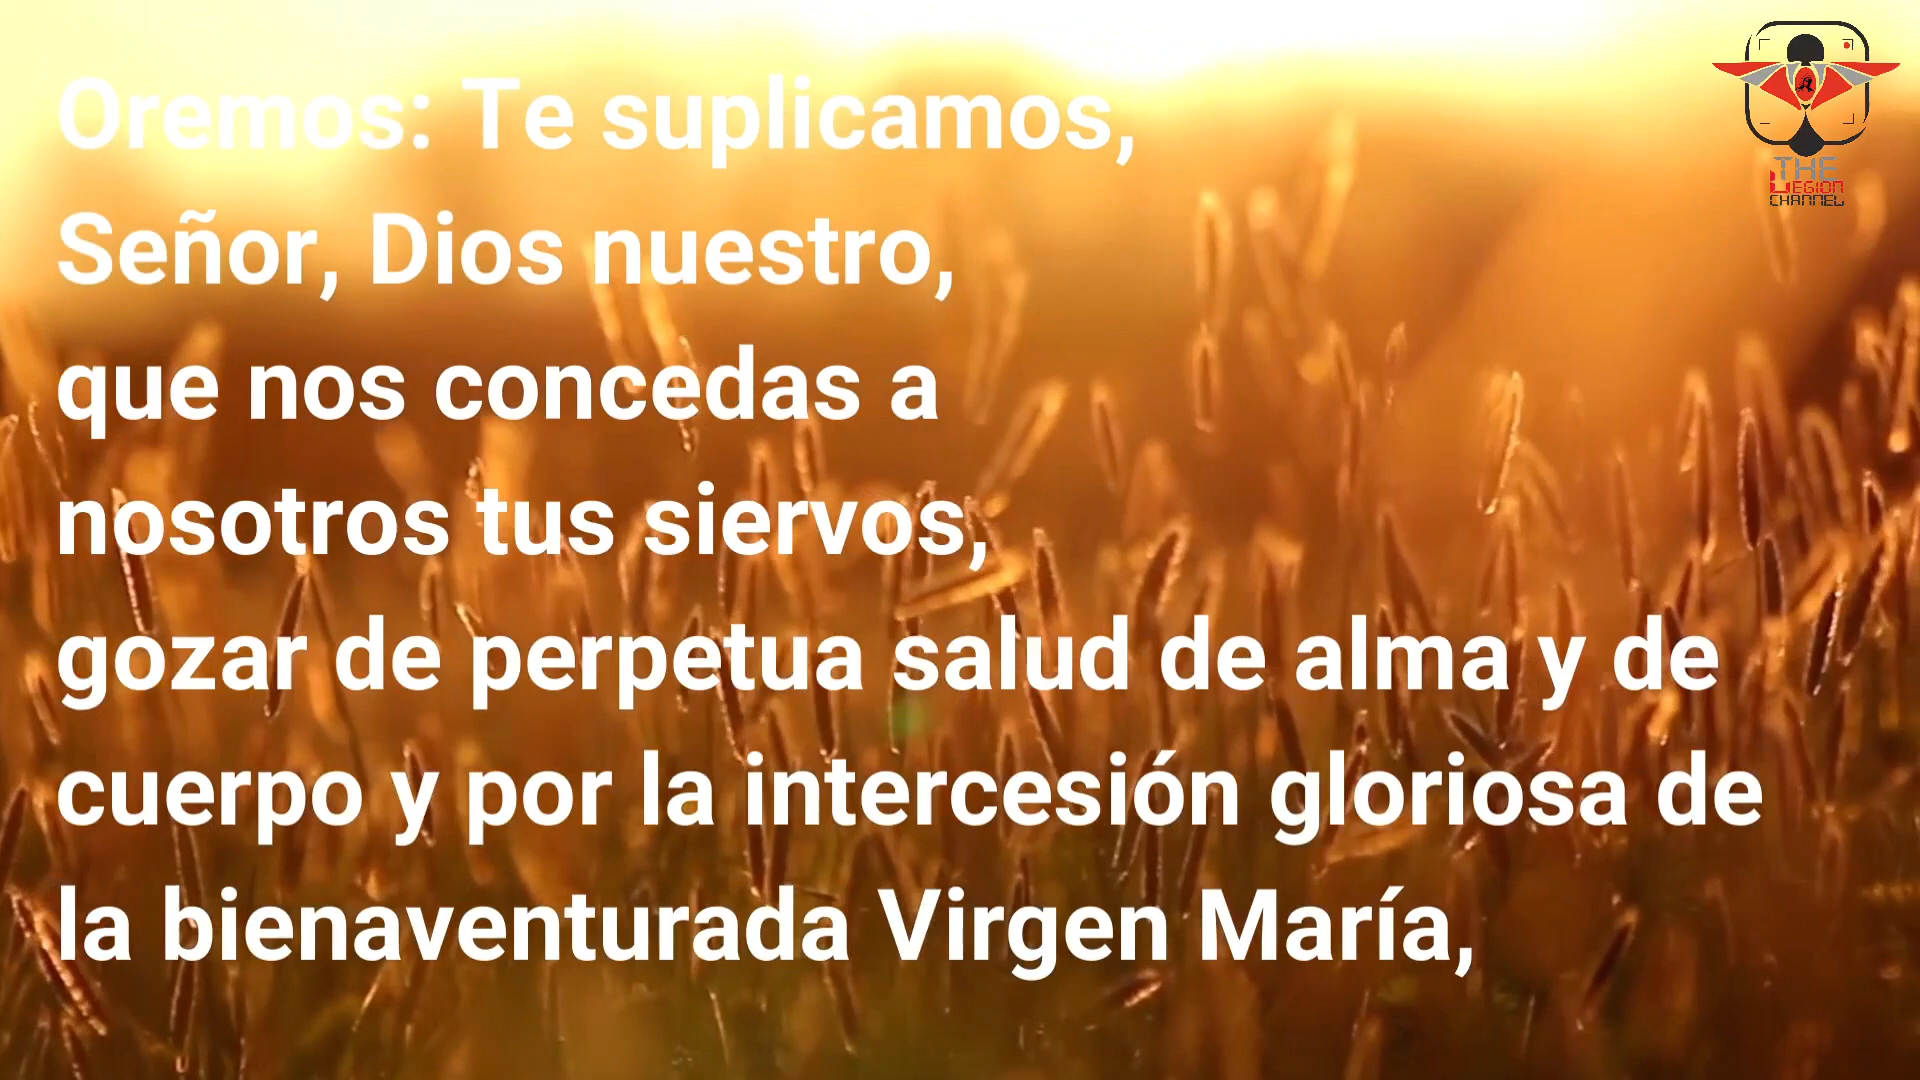 Oremos: Te suplicamos,
Señor, Dios nuestro,
que nos concedas a
nosotros tus siervos,
gozar de perpetua salud de alma y de
cuerpo y por la intercesión gloriosa de
la bienaventurada Virgen María,
THE
LEGION
CHANNEL